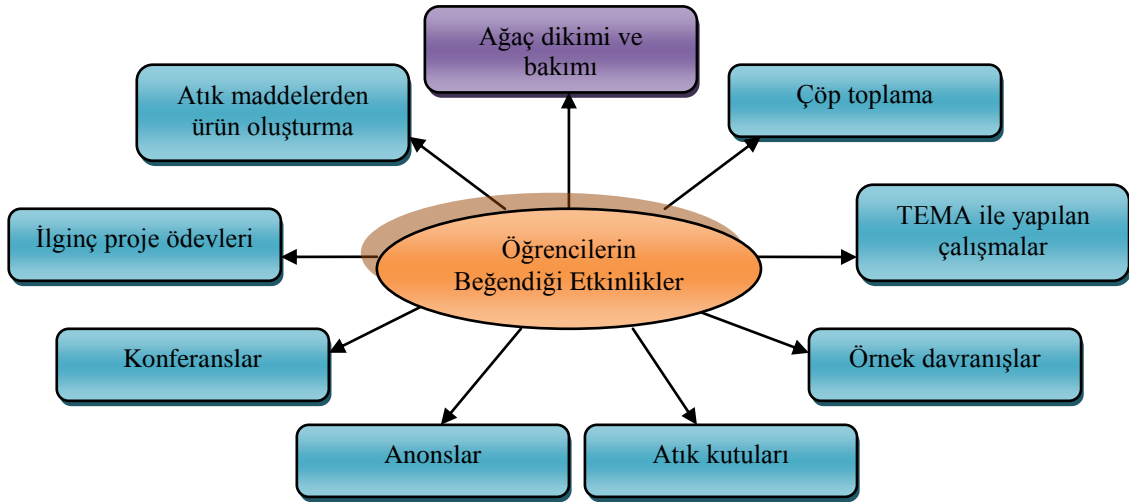 Ağaç dikimi ve
bakımı
Atık maddelerden
ürün oluşturma
Çöp toplama
İlginç proje ödevleri
Öğrencilerin
Beğendiği Etkinlikler
TEMA ile yapılan
çalışmalar
Konferanslar
Örnek davranışlar
Anonslar
Atık kutuları